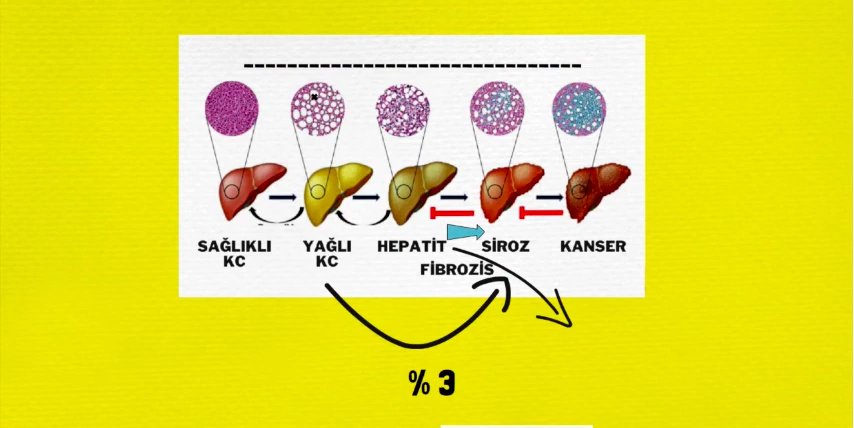 SAĞLIKLI
KC
YAĞLI
KC
HEPATİT
SİROZ
KANSER
FİBROZİS
% 3